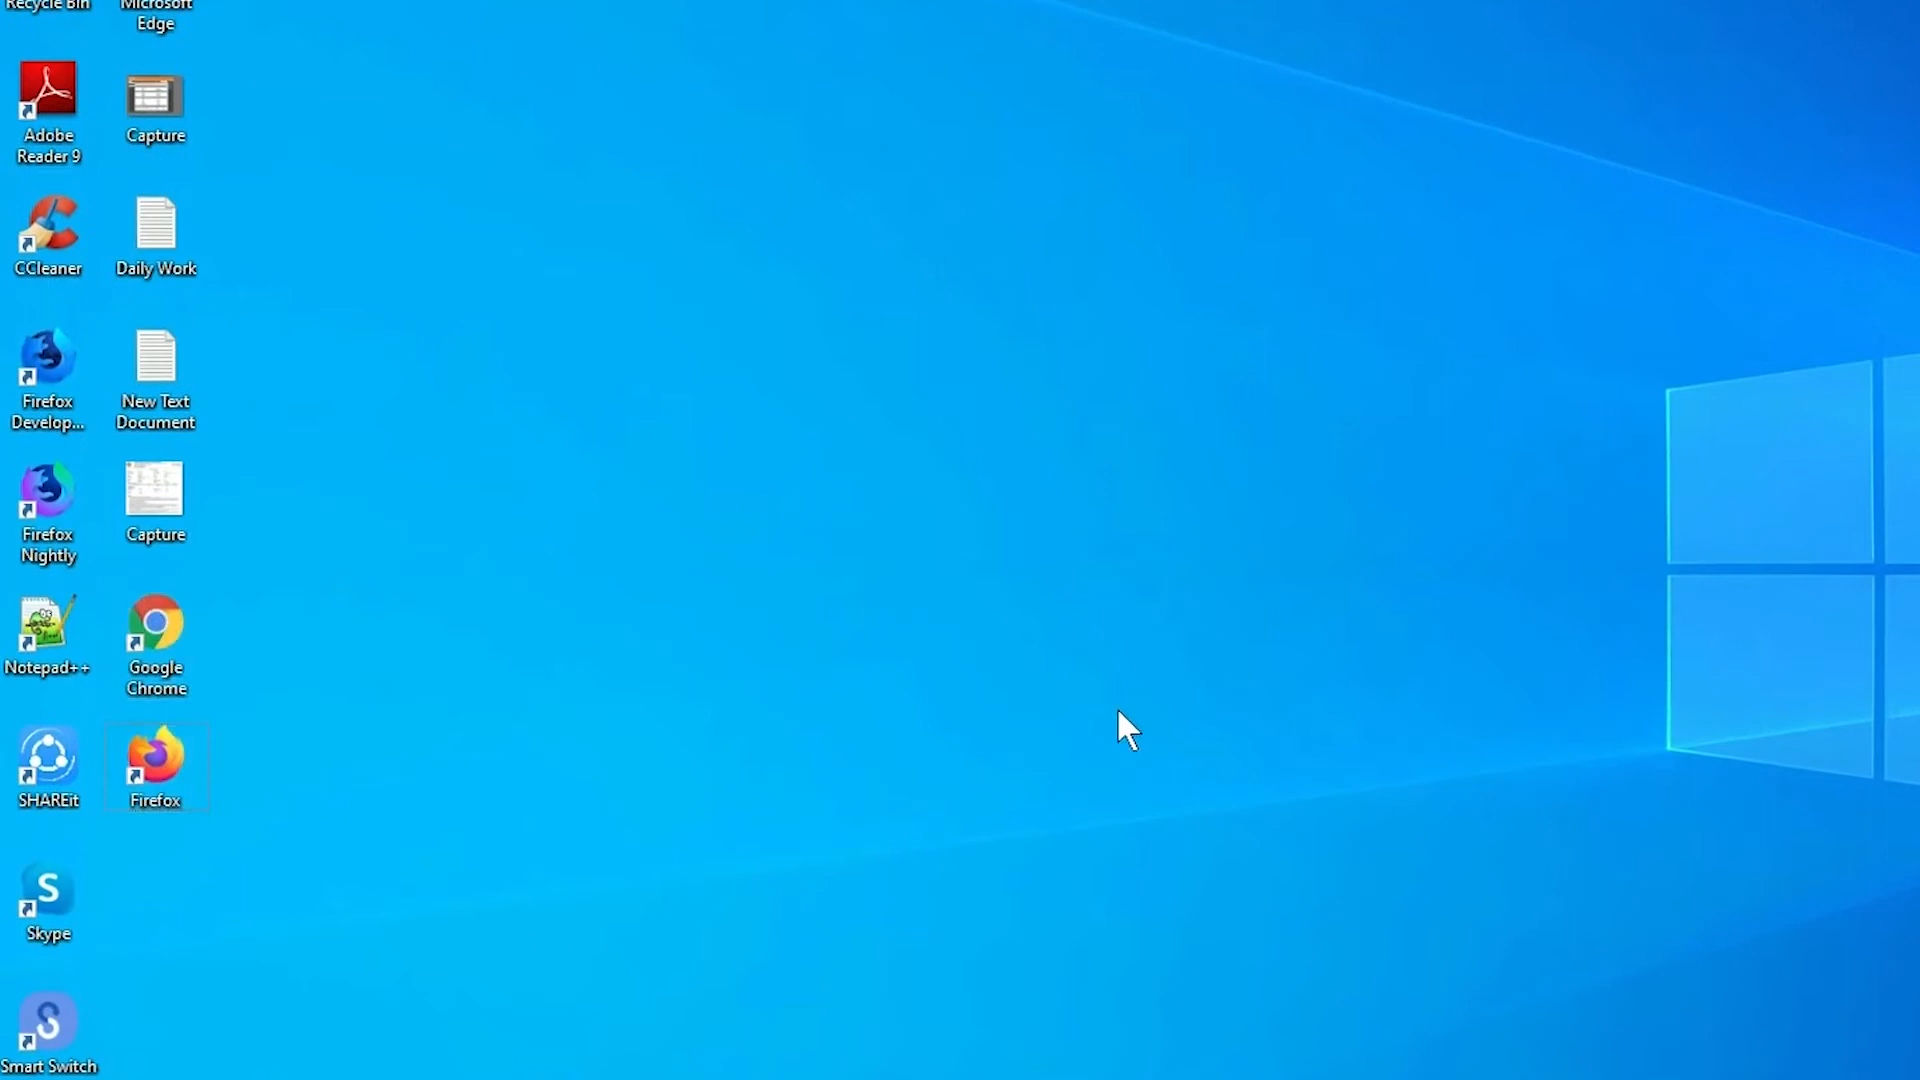 Recycle Bin
Microsoft
Edge
Adobe
Reader 9
Capture
CCleaner
Daily Work
Firefox
Develop...
New Text
Document
Firefox
Nightly
Capture
Notepad++
Google
Chrome
SHAREit
Firefox
Skype
Smart Switch